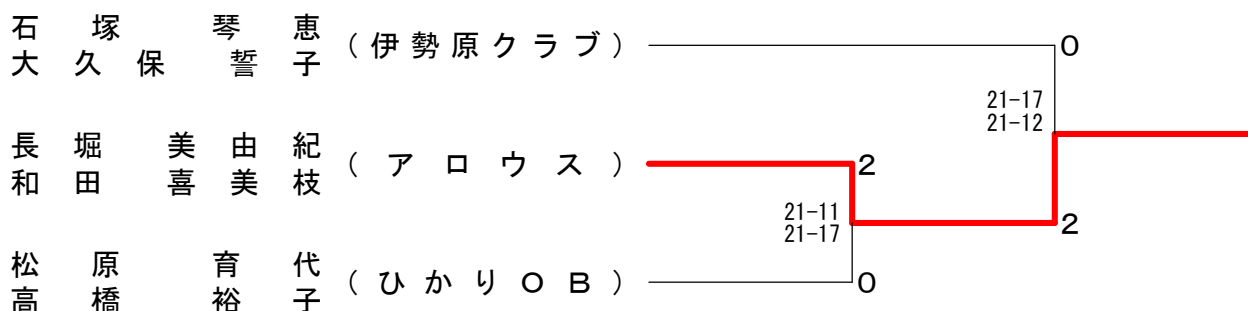 石塚 琴恵
大久保 誓子
(伊勢原クラブ)
0
21-17
21-12
長堀 美由紀
和田 喜美枝
(アロウス)
2
21-11
21-17
2
松原 育代
高橋 裕子
(ひかりＯＢ)
0